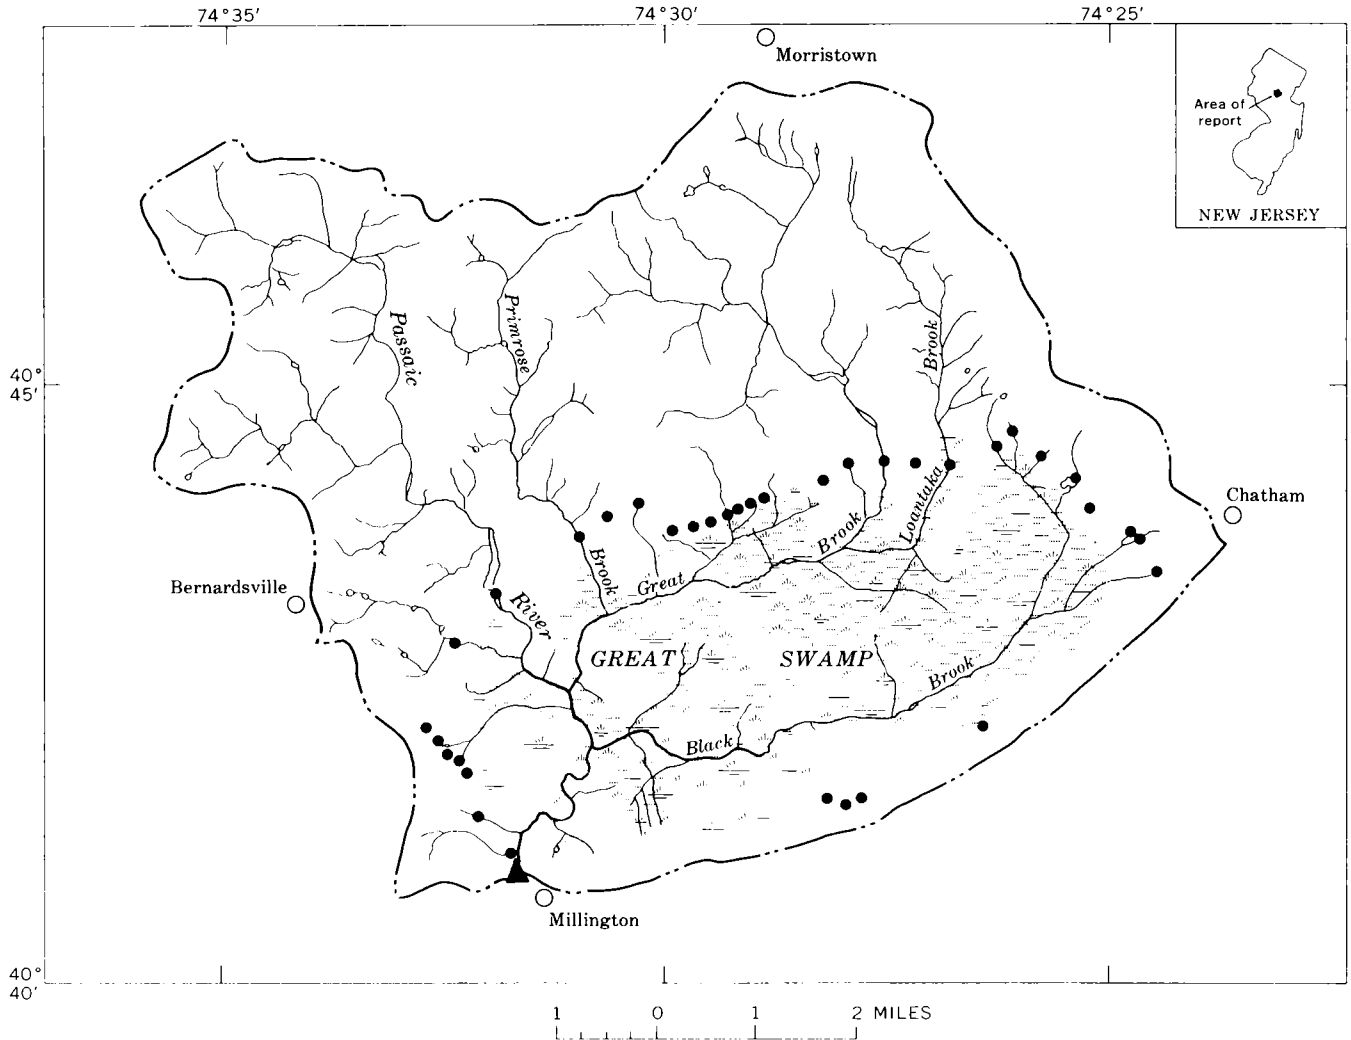 74°35′
74°30′
74°25′
Morristown
Area of
report
NEW JERSEY
Passaic
Primrose
Brook
40°
45′
Loantaka
Chatham
Brook
Brook
Great
Bernardsville
River
GREAT SWAMP
Brook
Black
Millington
40°
40′
1 0 1 2 MILES